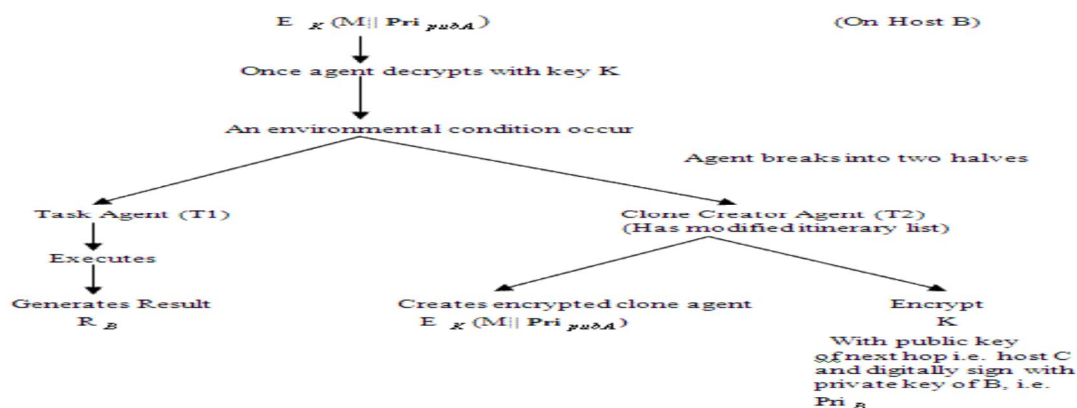 E K (M|| Pri pubA)
(On Host B)
Once agent decrypts with key K
An environmental condition occur
Agent breaks into two halves
Task Agent (T1)
Clone Creator Agent (T2)
(Has modified itinerary list)
Executes
Generates Result
R B
Creates encrypted clone agent
E K (M|| Pri pubA)
Encrypt
K
With public key
of next hop i.e. host C
and digitally sign with
private key of B, i.e.
Pri B